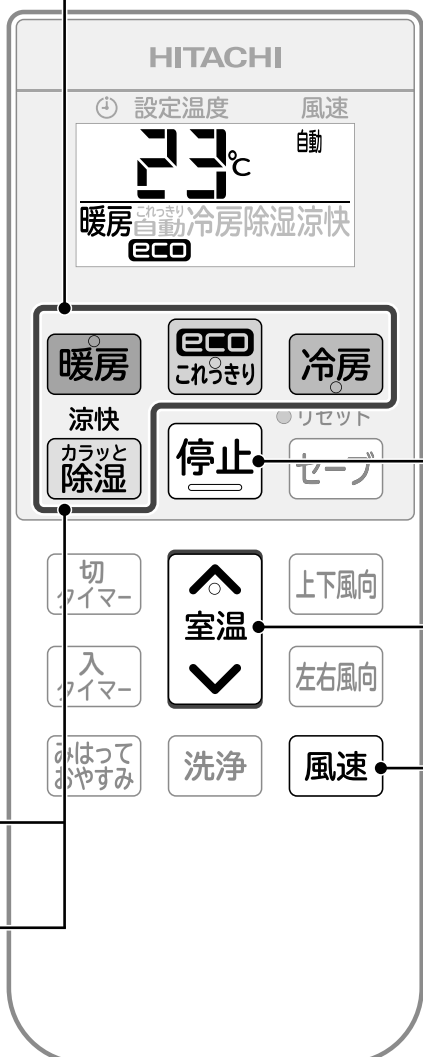 HITACHI
設定温度 風速
23℃ 自動
これっきり
暖房 自動 冷房 除湿 涼快
eco
暖房 eco これっきり 冷房
涼快 リセット
カラッと 除湿 停止 セーブ
切 タイマー 上下風向
室温
入 タイマー 左右風向
みはって おやすみ 洗浄 風速